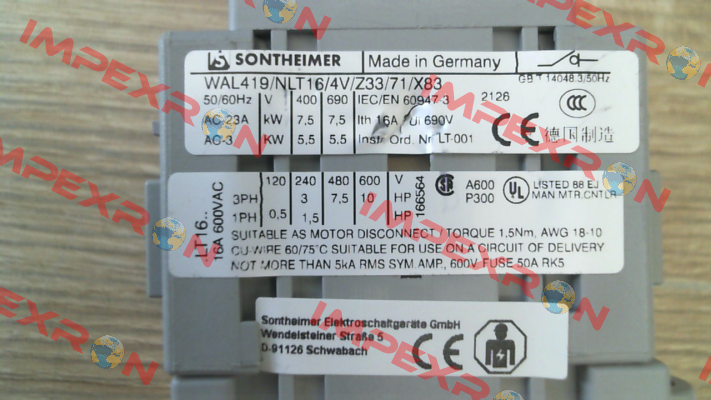 SONTHEIMER Made in Germany
WAL419/NLT16/4V/Z33/71/X83
GB T 14048.3/50Hz
50/60Hz V 400 690 IEC/EN 60947-3 2126
AC-23A kW 7,5 7,5 Ith 16A Ui 690V
AC-3 KW 5,5 5,5 Instr. Ord. Nr. LT-001
CCC
CE 德国制造
LT16..
16A 600VAC
120 240 480 600 V
3PH 3 7.5 10 HP
1PH 0,5 1,5 HP
166564
SA A600
P300
UL LISTED 88 EJ
MAN.MTR.CNTLR
SUITABLE AS MOTOR DISCONNECT TORQUE 1,5Nm, AWG 18-10
CU-WIRE 60/75°C SUITABLE FOR USE ON A CIRCUIT OF DELIVERY
NOT MORE THAN 5kA RMS SYM.AMP., 600V FUSE 50A RK5
Sontheimer Elektroschaltgeräte GmbH
Wendelsteiner Straße 5
D-91126 Schwabach
CE
IMPEXRON